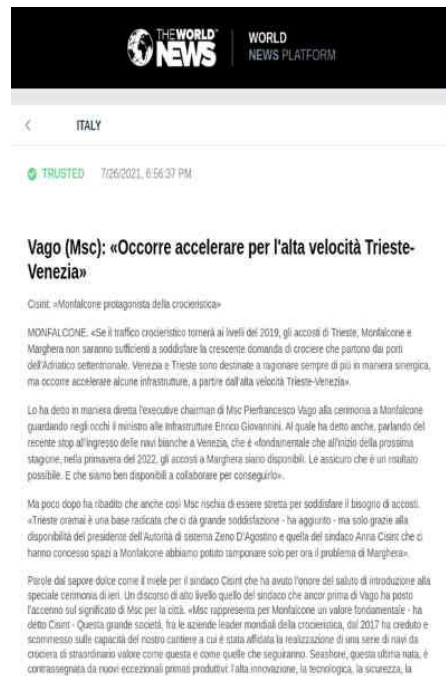 THE WORLD
NEWS
WORLD
NEWS PLATFORM
ITALY
TRUSTED 7/26/2021, 6:56:37 PM
Vago (Msc): «Occorre accelerare per l'alta velocità Trieste-
Venezia»
Cisint: «Monfalcone protagonista della crocieristica»
MONFALCONE. «Se il traffico crocieristico tornerà ai livelli del 2019, gli accosti di Trieste, Monfalcone e
Marghera non saranno sufficienti a soddisfare la crescente domanda di crociere che partono dai porti
dell'Adriatico settentrionale. Venezia e Trieste sono destinate a ragionare sempre di più in maniera sinergica,
ma occorre accelerare alcune infrastrutture, a partire dall'alta velocità Trieste-Venezia».
Lo ha detto in maniera diretta l'executive chairman di Msc Pierfrancesco Vago alla cerimonia a Monfalcone
guardando negli occhi il ministro alle Infrastrutture Enrico Giovannini. Al quale ha detto anche, parlando del
recente stop all'ingresso delle navi bianche a Venezia, che è «fondamentale che all'inizio della prossima
stagione, nella primavera del 2022, gli accosti a Marghera siano disponibili. Le assicuro che è un risultato
possibile. E che siamo ben disponibili a collaborare per conseguirlo».
Ma poco dopo ha ribadito che anche così Msc rischia di essere stretta per soddisfare il bisogno di accosti.
«Trieste oramai è una base radicata che ci dà grande soddisfazione - ha aggiunto - ma solo grazie alla
disponibilità del presidente dell'Autorità di sistema Zeno D'Agostino e quella del sindaco Anna Cisint che ci
hanno concesso spazi a Monfalcone abbiamo potuto tamponare solo per ora il problema di Marghera».
Parole dal sapore dolce come il miele per il sindaco Cisint che ha avuto l'onore del saluto di introduzione alla
speciale cerimonia di ieri. Un discorso di alto livello quello del sindaco che ancor prima di Vago ha posto
l'accenno sul significato di Msc per la città. «Msc rappresenta per Monfalcone un valore fondamentale - ha
detto Cisint - Questa grande società, fra le aziende leader mondiali della crocieristica, dal 2017 ha creduto e
scommesso sulle capacità del nostro cantiere a cui è stata affidata la realizzazione di una serie di navi da
crociera di straordinario valore come questa e come quelle che seguiranno. Seashore, questa ultima nata, è
contrassegnata da nuovi eccezionali primati produttivi: l'alta innovazione, la tecnologica, la sicurezza, la